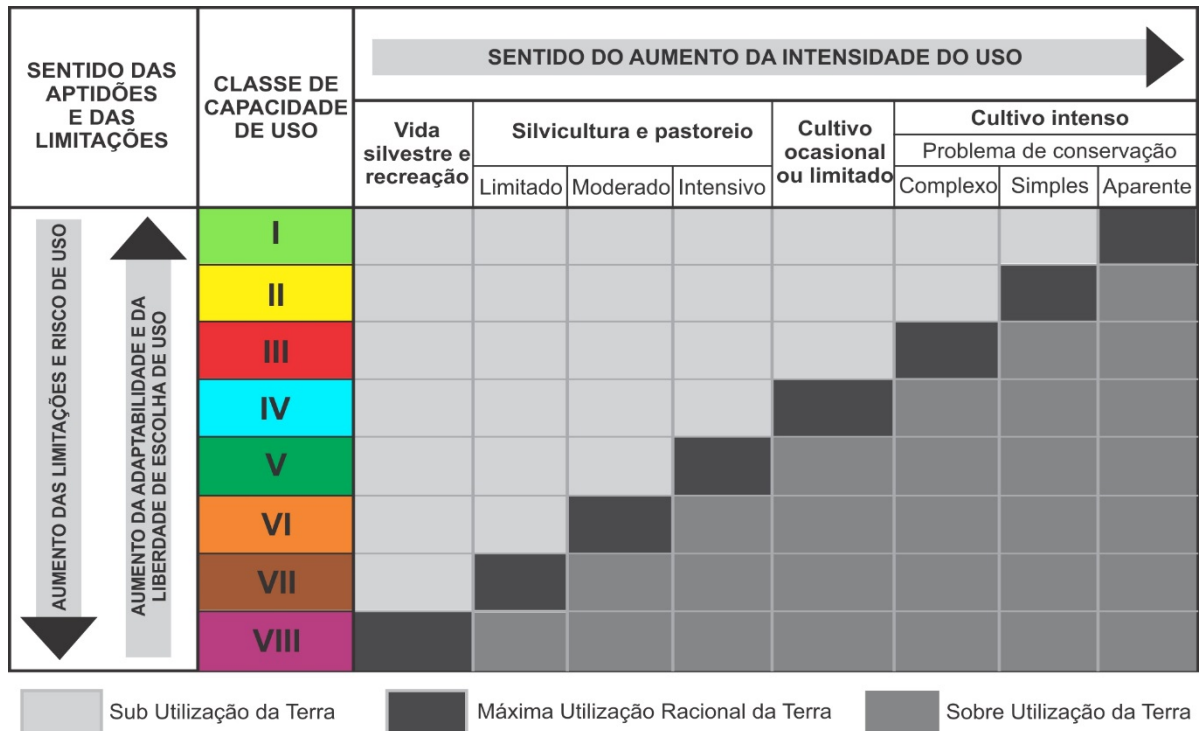 SENTIDO DAS
APTIDÕES
E DAS
LIMITAÇÕES
CLASSE DE
CAPACIDADE
DE USO
SENTIDO DO AUMENTO DA INTENSIDADE DO USO
Vida
silvestre e
recreação
Silvicultura e pastoreio
Limitado
Moderado
Intensivo
Cultivo
ocasional
ou limitado
Cultivo intenso
Problema de conservação
Complexo
Simples
Aparente
AUMENTO DAS LIMITAÇÕES E RISCO DE USO
AUMENTO DA ADAPTABILIDADE E DA
LIBERDADE DE ESCOLHA DE USO
I
II
III
IV
V
VI
VII
VIII
Sub Utilização da Terra
Máxima Utilização Racional da Terra
Sobre Utilização da Terra